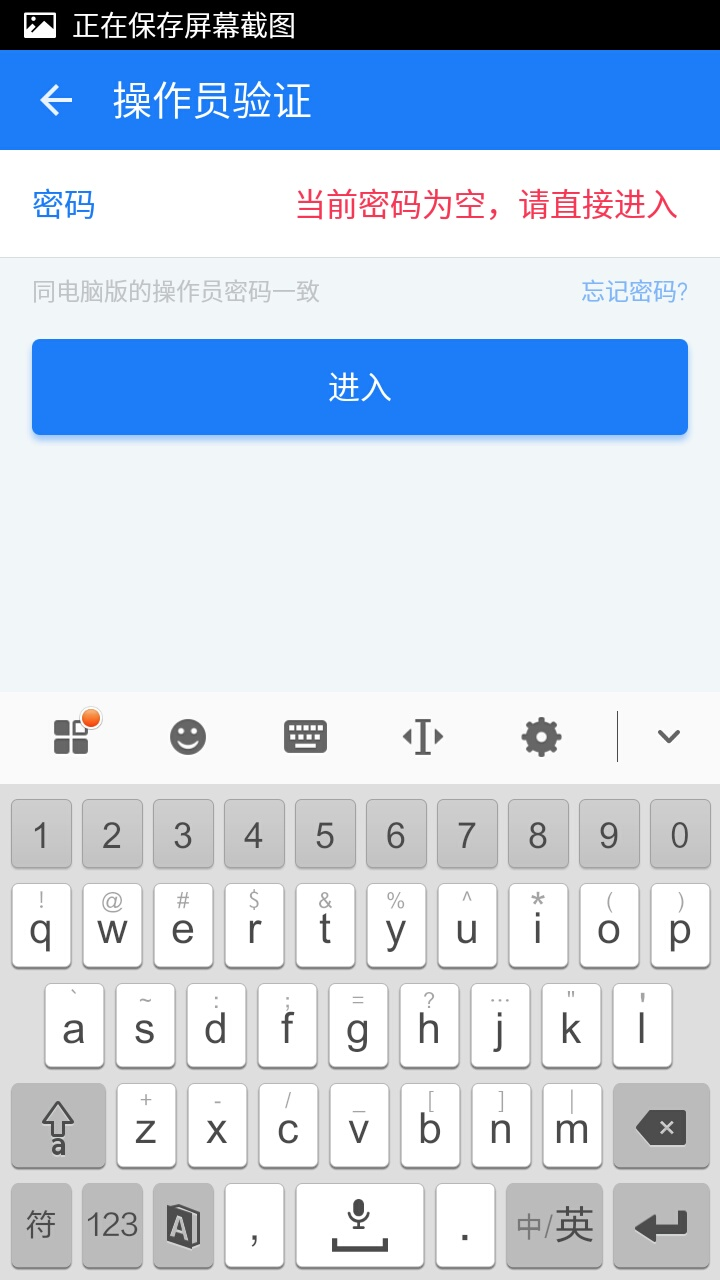 正在保存屏幕截图
操作员验证
密码 当前密码为空，请直接进入
同电脑版的操作员密码一致 忘记密码?
进入
1 2 3 4 5 6 7 8 9 0
! @ # $ & % ^ * ( )
q w e r t y u i o p
` ~ : ; = ? … " '
a s d f g h j k l
+ - / _ [ ] |
a z x c v b n m
符 123 A , . 中/英